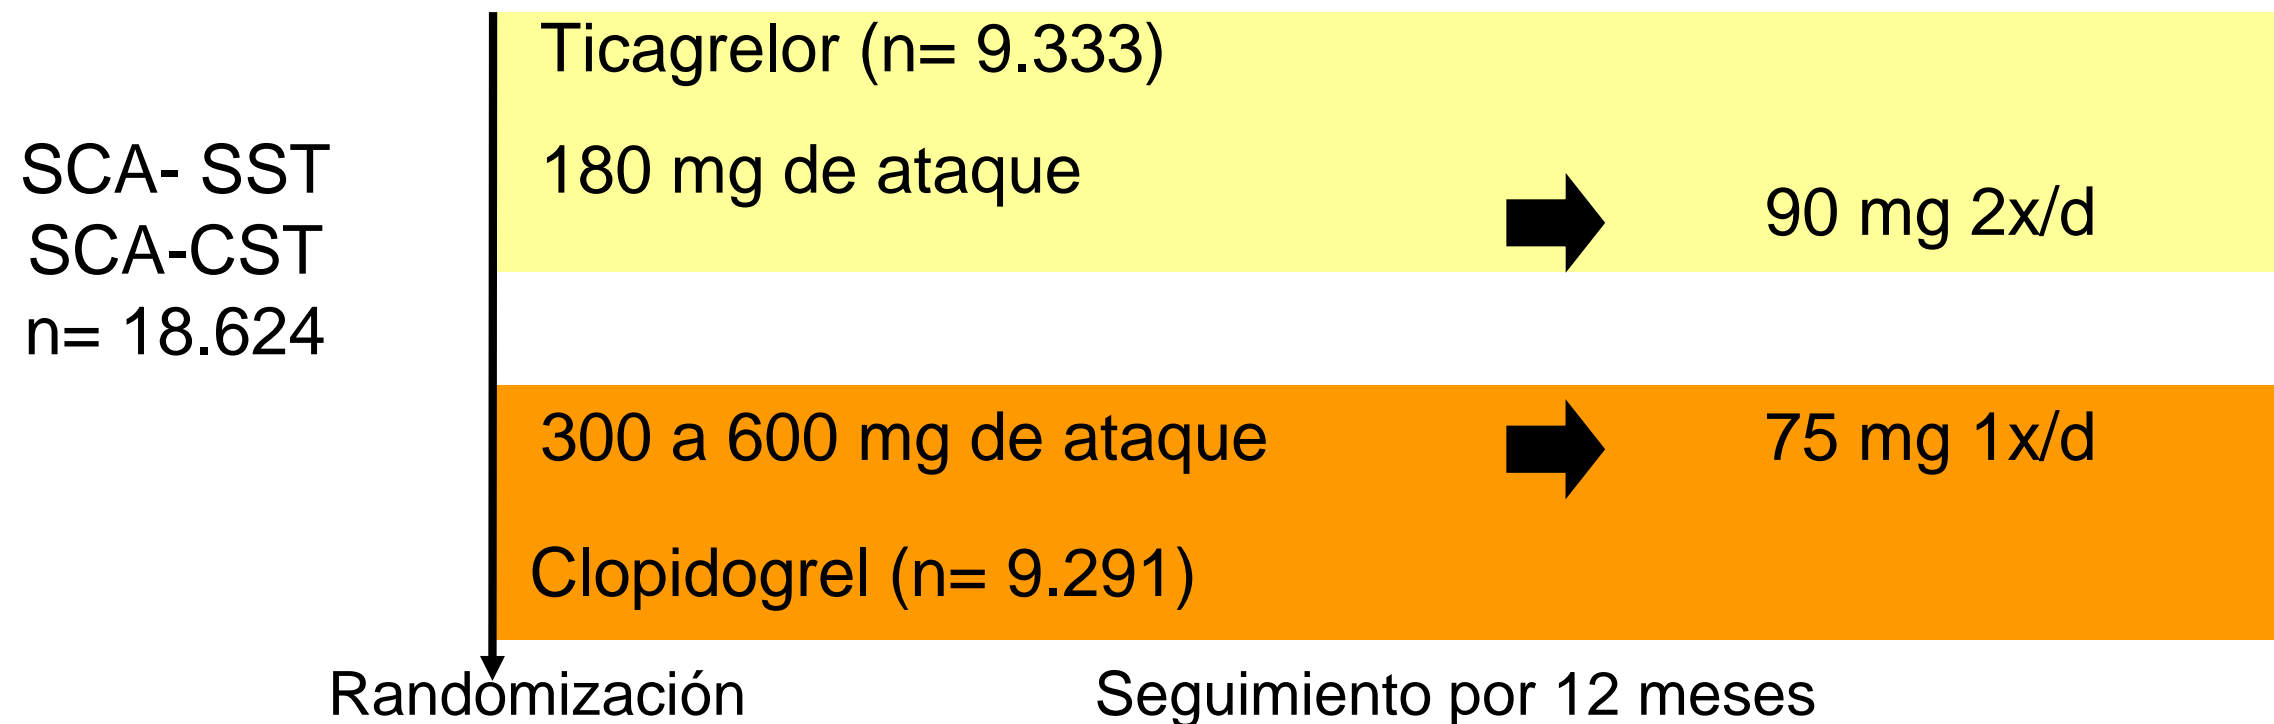 SCA- SST
SCA-CST
n= 18.624
Ticagrelor (n= 9.333)
180 mg de ataque
90 mg 2x/d
300 a 600 mg de ataque
75 mg 1x/d
Clopidogrel (n= 9.291)
Randomización
Seguimiento por 12 meses